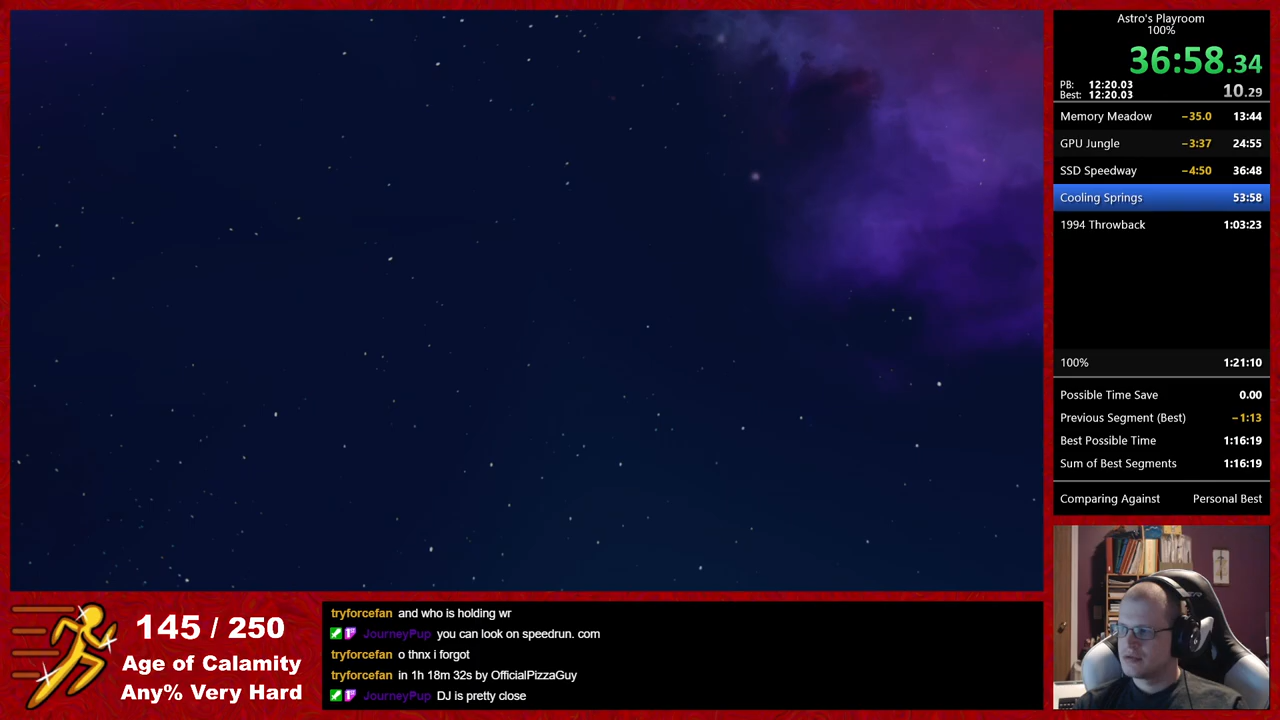 Astro's Playroom
100%
36:58.34
PB: 12:20.03
Best: 12:20.03
10.29
Memory Meadow −35.0 13:44
GPU Jungle −3:37 24:55
SSD Speedway −4:50 36:48
Cooling Springs 53:58
1994 Throwback 1:03:23
100% 1:21:10
Possible Time Save 0.00
Previous Segment (Best) −1:13
Best Possible Time 1:16:19
Sum of Best Segments 1:16:19
Comparing Against Personal Best
145 / 250
Age of Calamity
Any% Very Hard
tryforcefan and who is holding wr
JourneyPup you can look on speedrun. com
tryforcefan o thnx i forgot
tryforcefan in 1h 18m 32s by OfficialPizzaGuy
JourneyPup DJ is pretty close